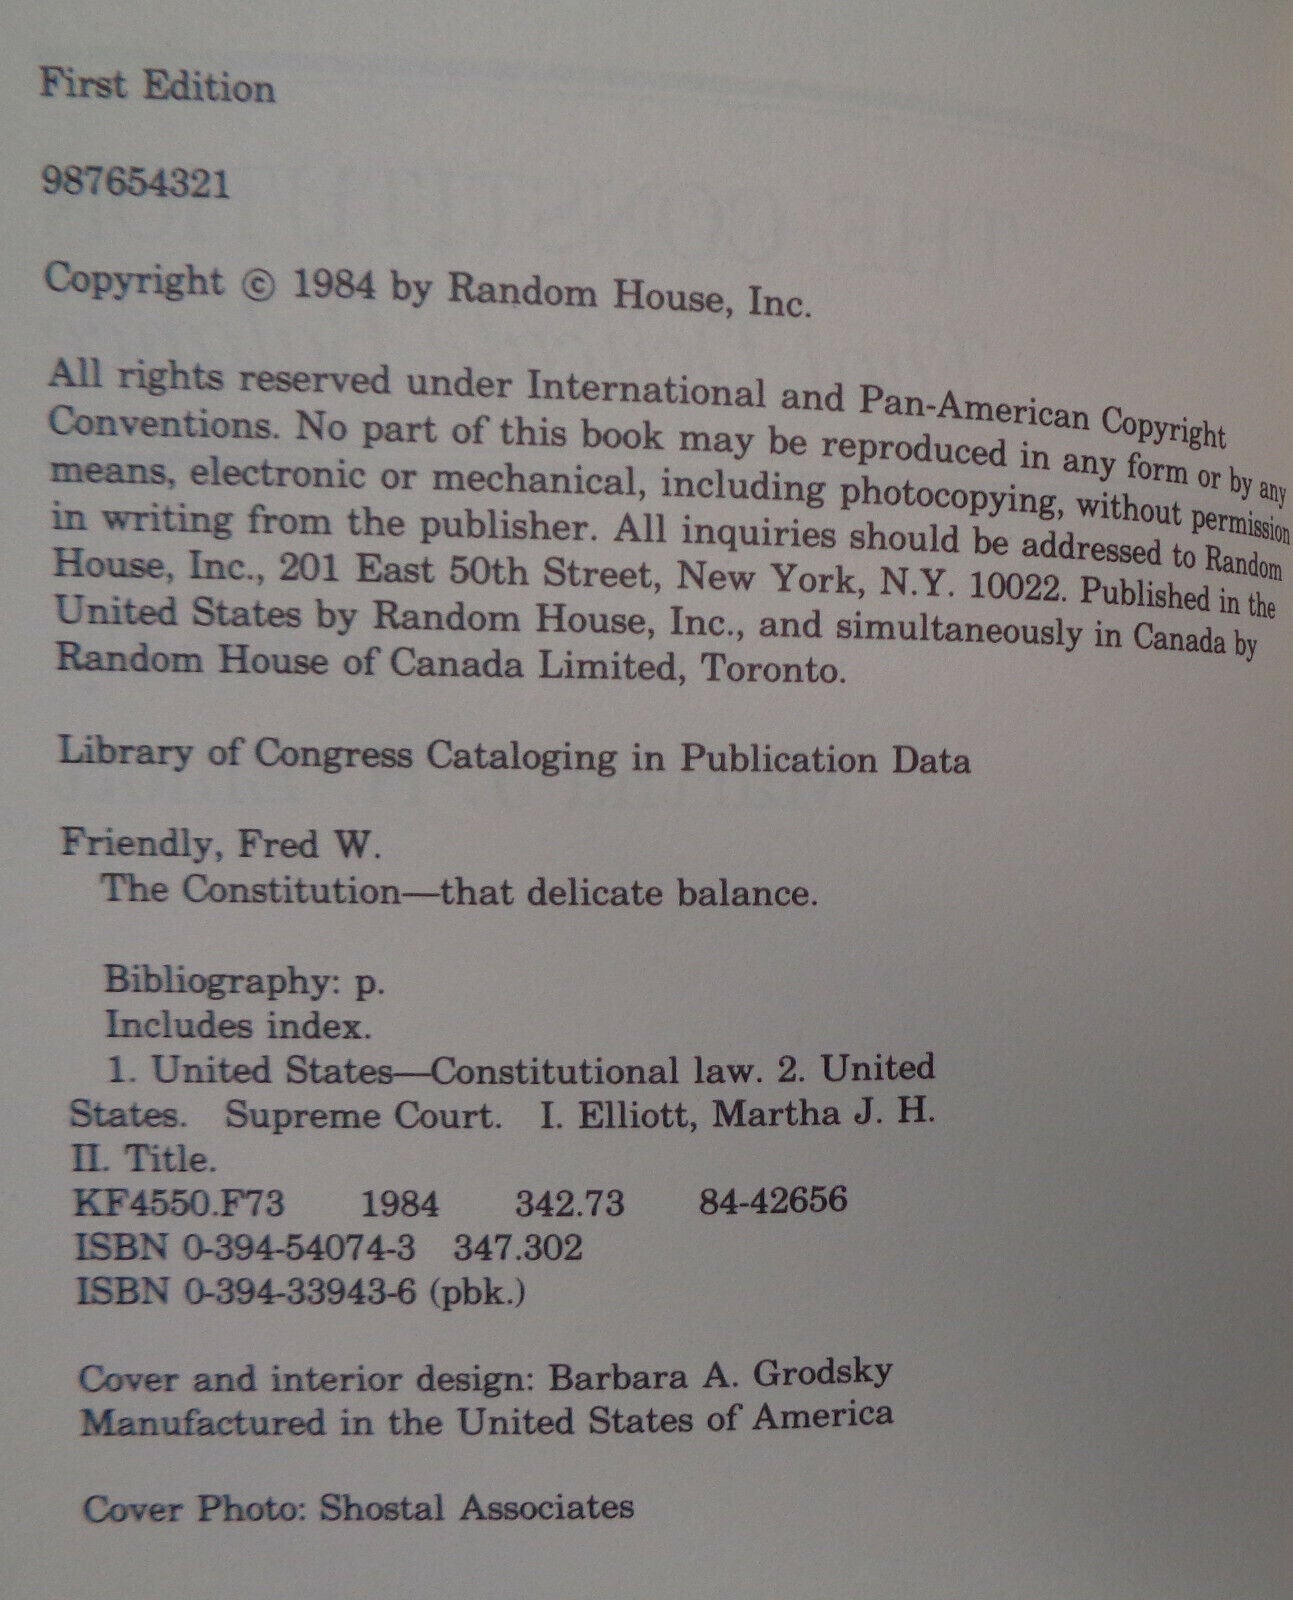 First Edition
987654321
Copyright © 1984 by Random House, Inc.
All rights reserved under International and Pan-American Copyright
Conventions. No part of this book may be reproduced in any form or by any
means, electronic or mechanical, including photocopying, without permission
in writing from the publisher. All inquiries should be addressed to Random
House, Inc., 201 East 50th Street, New York, N.Y. 10022. Published in the
United States by Random House, Inc., and simultaneously in Canada by
Random House of Canada Limited, Toronto.
Library of Congress Cataloging in Publication Data
Friendly, Fred W.
The Constitution—that delicate balance.
Bibliography: p.
Includes index.
1. United States—Constitutional law. 2. United
States. Supreme Court. I. Elliott, Martha J. H.
II. Title.
KF4550.F73 1984 342.73 84-42656
ISBN 0-394-54074-3 347.302
ISBN 0-394-33943-6 (pbk.)
Cover and interior design: Barbara A. Grodsky
Manufactured in the United States of America
Cover Photo: Shostal Associates